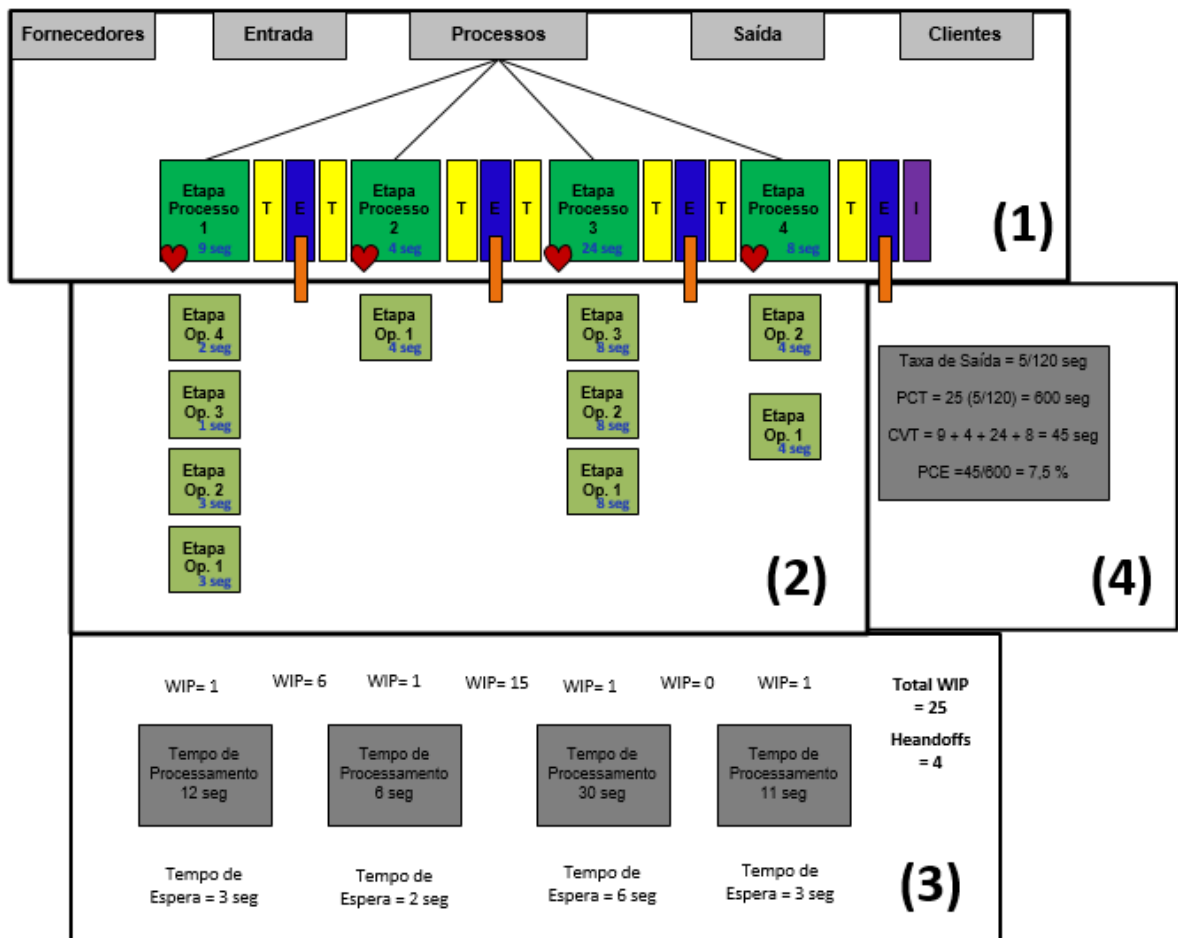 Fornecedores
Entrada
Processos
Saída
Clientes
Etapa
Processo
1
9 seg
T
E
T
Etapa
Processo
2
4 seg
T
E
T
Etapa
Processo
3
24 seg
T
E
T
Etapa
Processo
4
8 seg
T
E
I
(1)
Etapa
Op. 4
2 seg
Etapa
Op. 3
1 seg
Etapa
Op. 2
3 seg
Etapa
Op. 1
3 seg
Etapa
Op. 1
4 seg
Etapa
Op. 3
8 seg
Etapa
Op. 2
8 seg
Etapa
Op. 1
8 seg
Etapa
Op. 2
4 seg
Etapa
Op. 1
4 seg
(2)
Taxa de Saída = 5/120 seg
PCT = 25 (5/120) = 600 seg
CVT = 9 + 4 + 24 + 8 = 45 seg
PCE =45/600 = 7,5 %
(4)
WIP= 1
WIP= 6
WIP= 1
WIP= 15
WIP= 1
WIP= 0
WIP= 1
Total WIP
= 25
Heandoffs
= 4
Tempo de
Processamento
12 seg
Tempo de
Processamento
6 seg
Tempo de
Processamento
30 seg
Tempo de
Processamento
11 seg
Tempo de
Espera = 3 seg
Tempo de
Espera = 2 seg
Tempo de
Espera = 6 seg
Tempo de
Espera = 3 seg
(3)